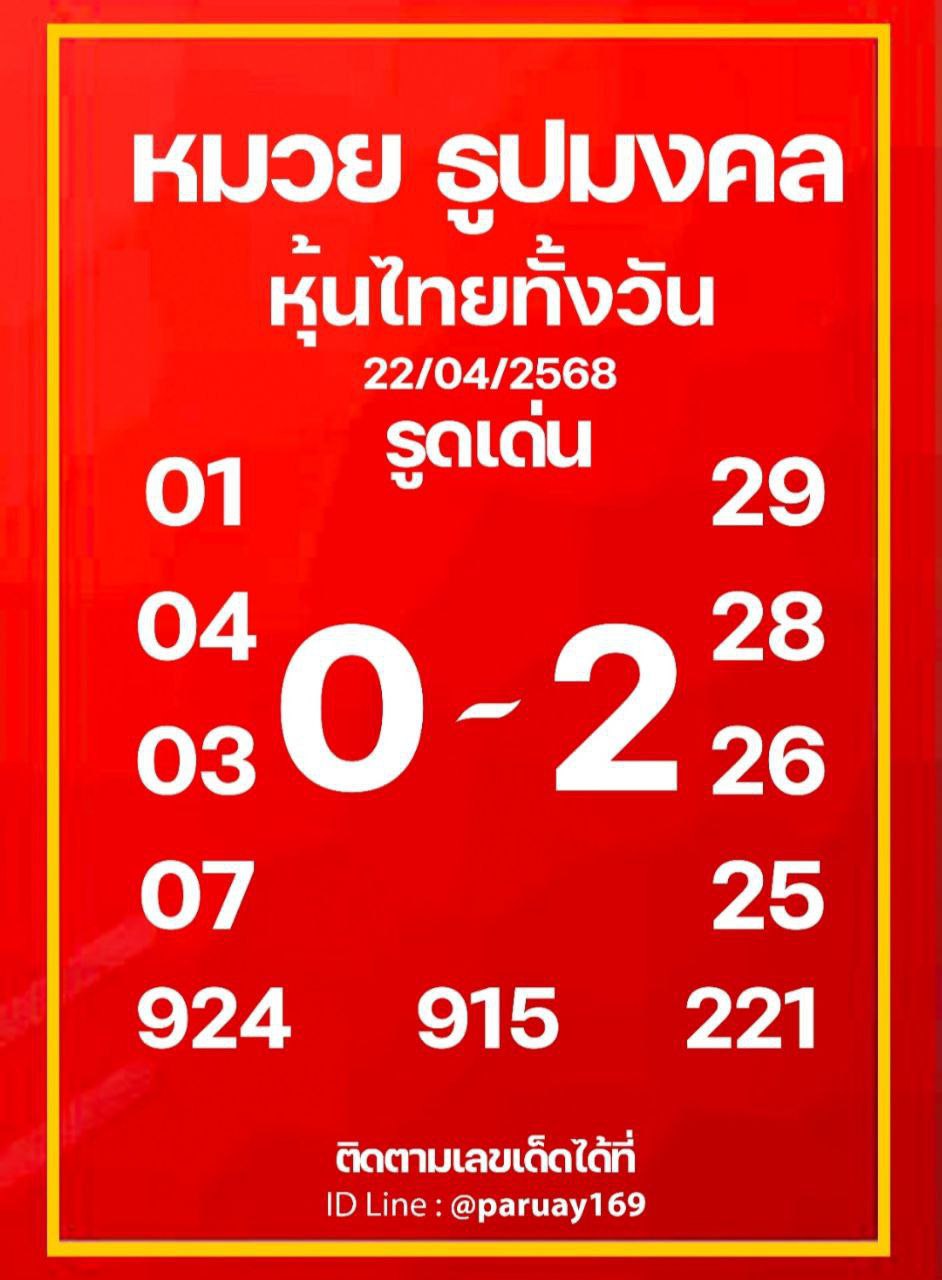 หมวย ธูปมงคล
หุ้นไทยทั้งวัน
22/04/2568
รูดเด่น
01 29
04 28
0 - 2
03 26
07 25
924 915 221
ติดตามเลขเด็ดได้ที่
ID Line : @paruay169